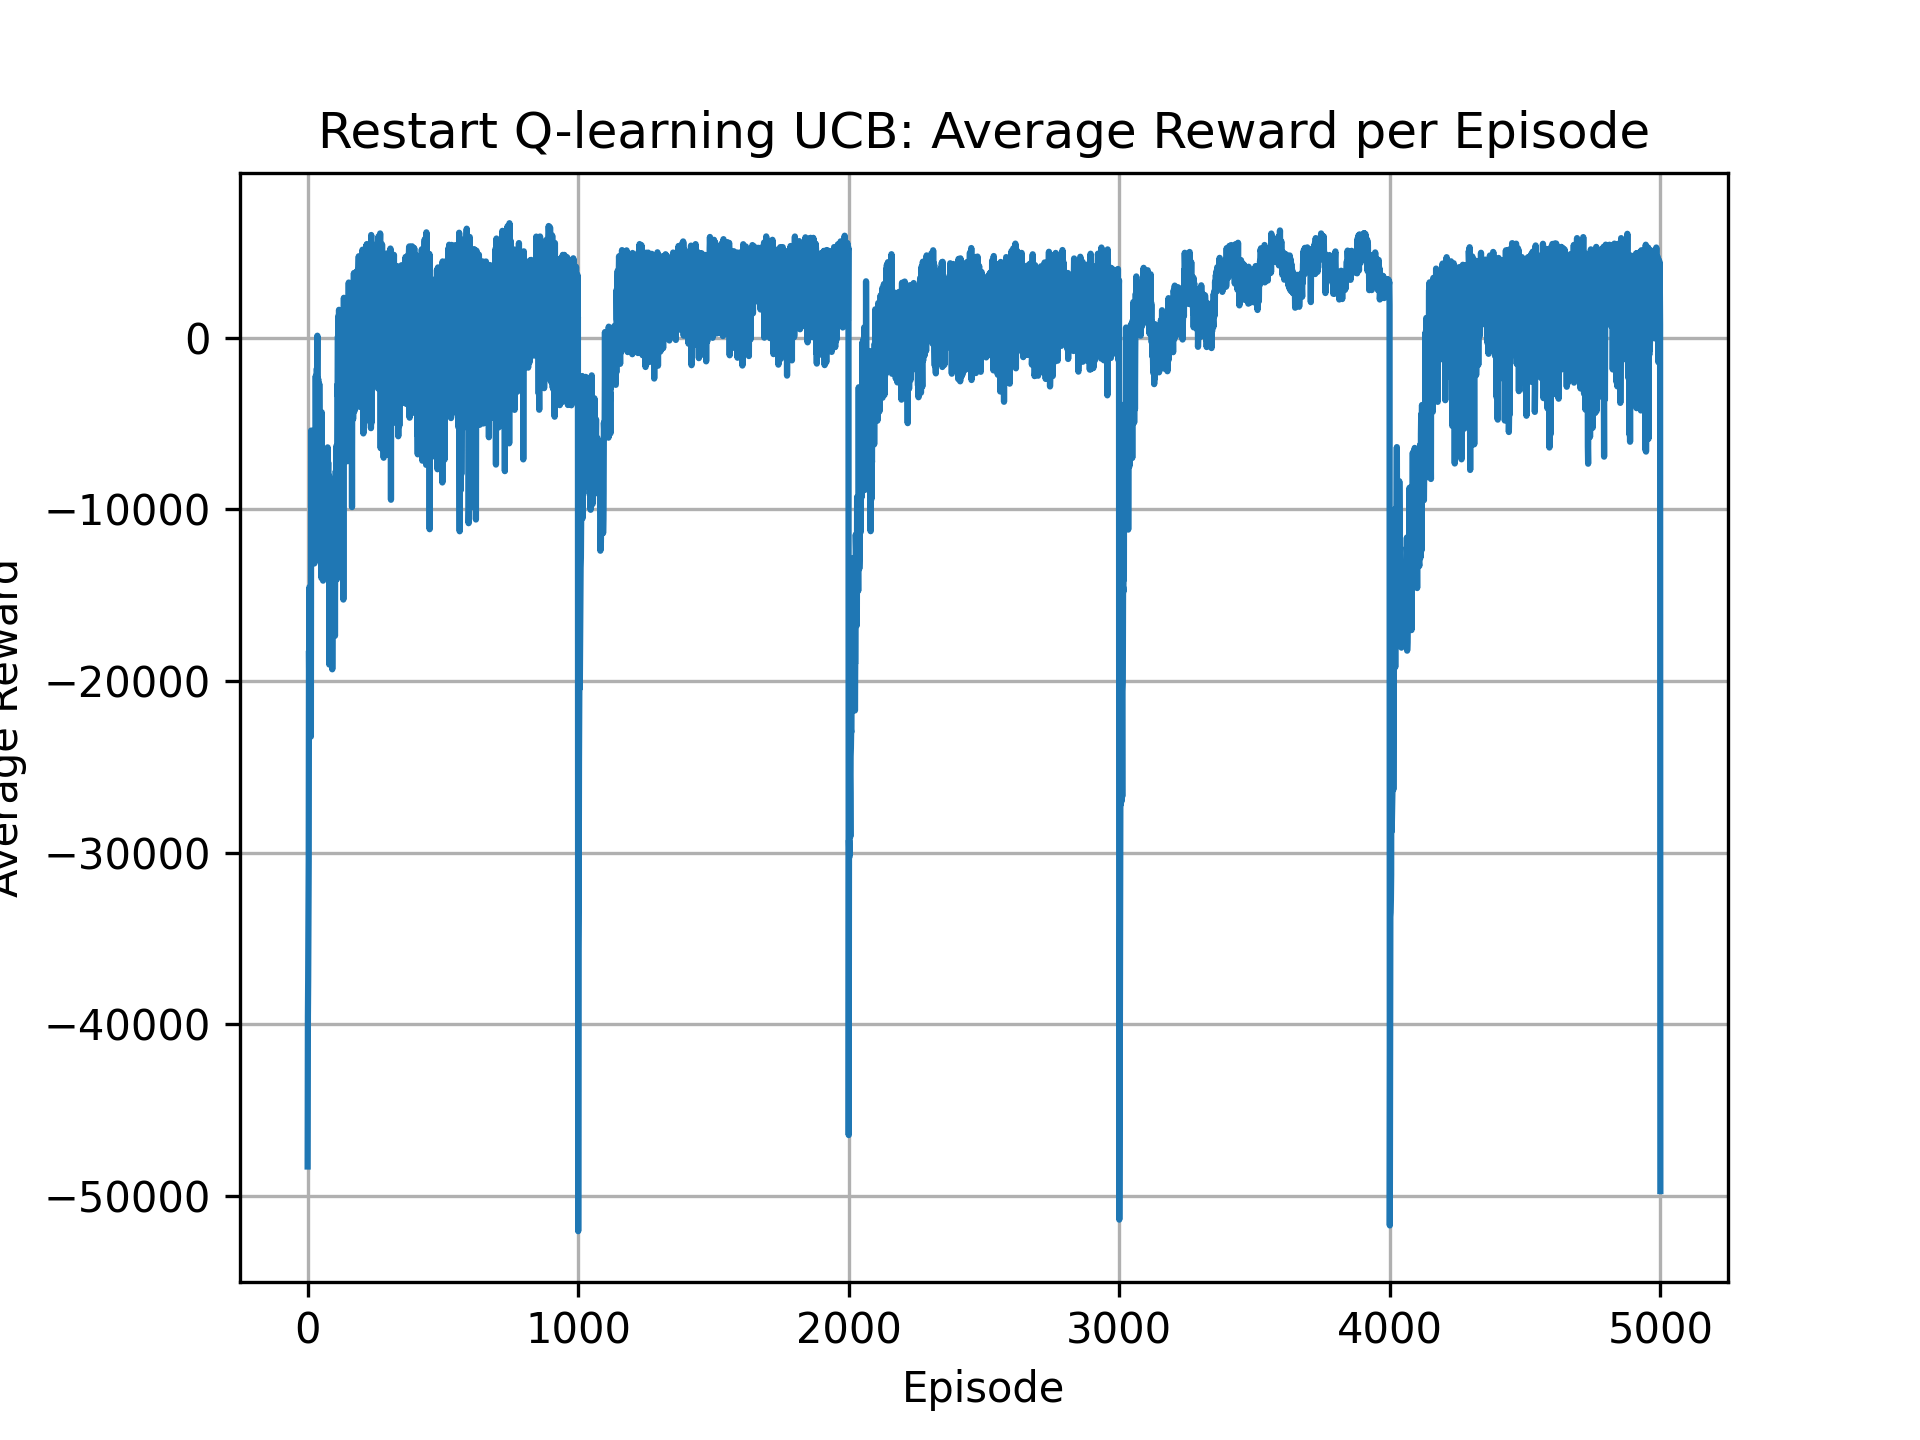 Restart Q-learning UCB: Average Reward per Episode
Average Reward
0
−10000
−20000
−30000
−40000
−50000
0 1000 2000 3000 4000 5000
Episode